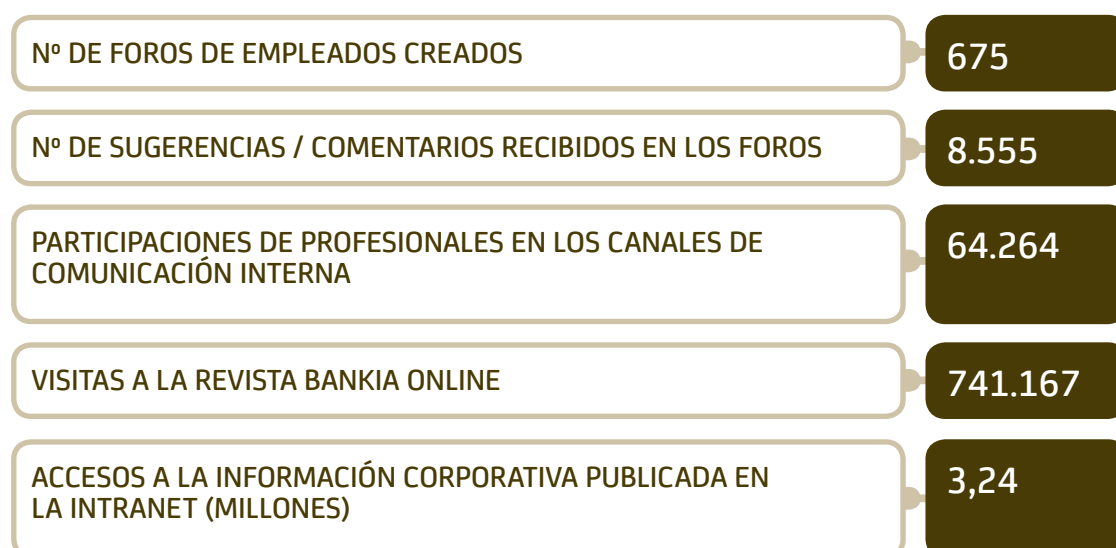 Nº DE FOROS DE EMPLEADOS CREADOS
675
Nº DE SUGERENCIAS / COMENTARIOS RECIBIDOS EN LOS FOROS
8.555
PARTICIPACIONES DE PROFESIONALES EN LOS CANALES DE
COMUNICACIÓN INTERNA
64.264
VISITAS A LA REVISTA BANKIA ONLINE
741.167
ACCESOS A LA INFORMACIÓN CORPORATIVA PUBLICADA EN
LA INTRANET (MILLONES)
3,24